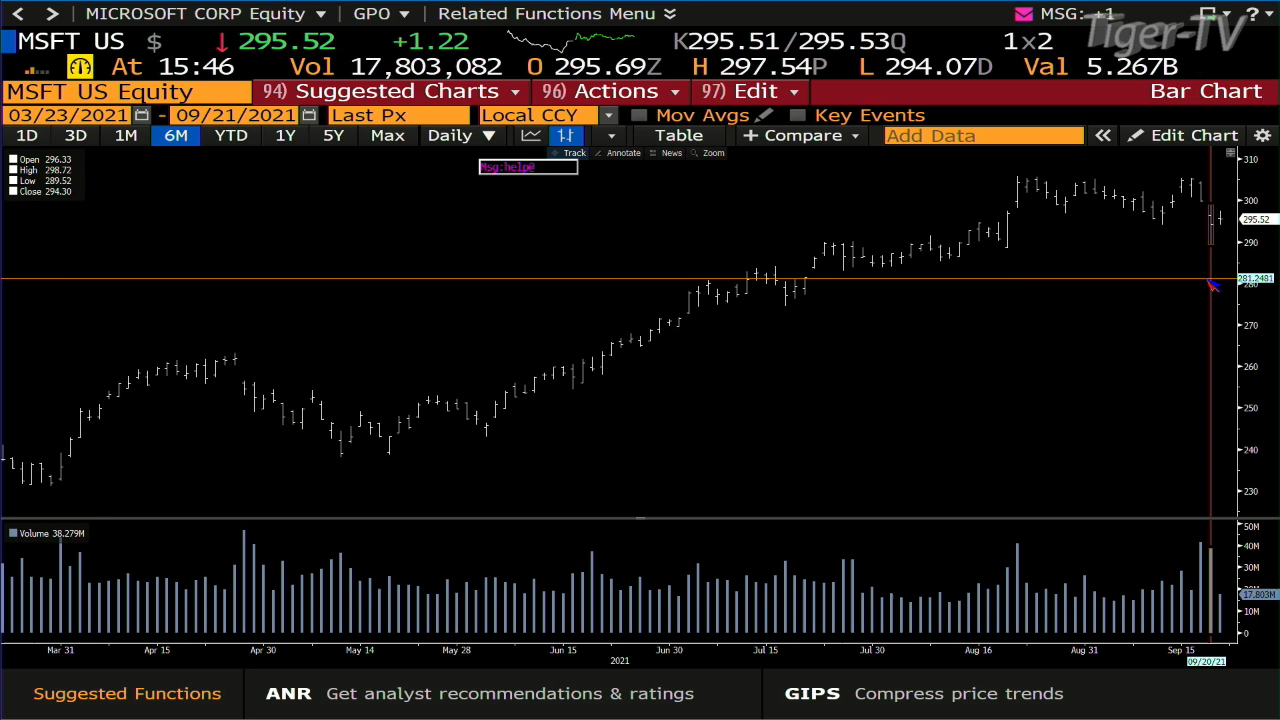 MICROSOFT CORP Equity GPO Related Functions Menu MSG: +1 ?
Tiger-TV
MSFT US $ 295.52 +1.22 K295.51/295.53Q 1x2
At 15:46 Vol 17,803,082 O 295.69Z H 297.54P L 294.07D Val 5.267B
MSFT US Equity 94) Suggested Charts 96) Actions 97) Edit Bar Chart
03/23/2021 - 09/21/2021 Last Px Local CCY Mov Avgs Key Events
1D 3D 1M 6M YTD 1Y 5Y Max Daily Table + Compare Add Data Edit Chart
Track Annotate News Zoom
Msg:help@
Open 296.33
High 298.72
Low 289.52
Close 294.30
310
300
295.52
290
281.2481
280
270
260
250
240
230
Volume 38.279M
50M
40M
30M
20M
17.803M
10M
0
Mar 31 Apr 15 Apr 30 May 14 May 28 Jun 15 Jun 30 Jul 15 Jul 30 Aug 16 Aug 31 Sep 15
2021 09/20/21
Suggested Functions ANR Get analyst recommendations & ratings GIPS Compress price trends